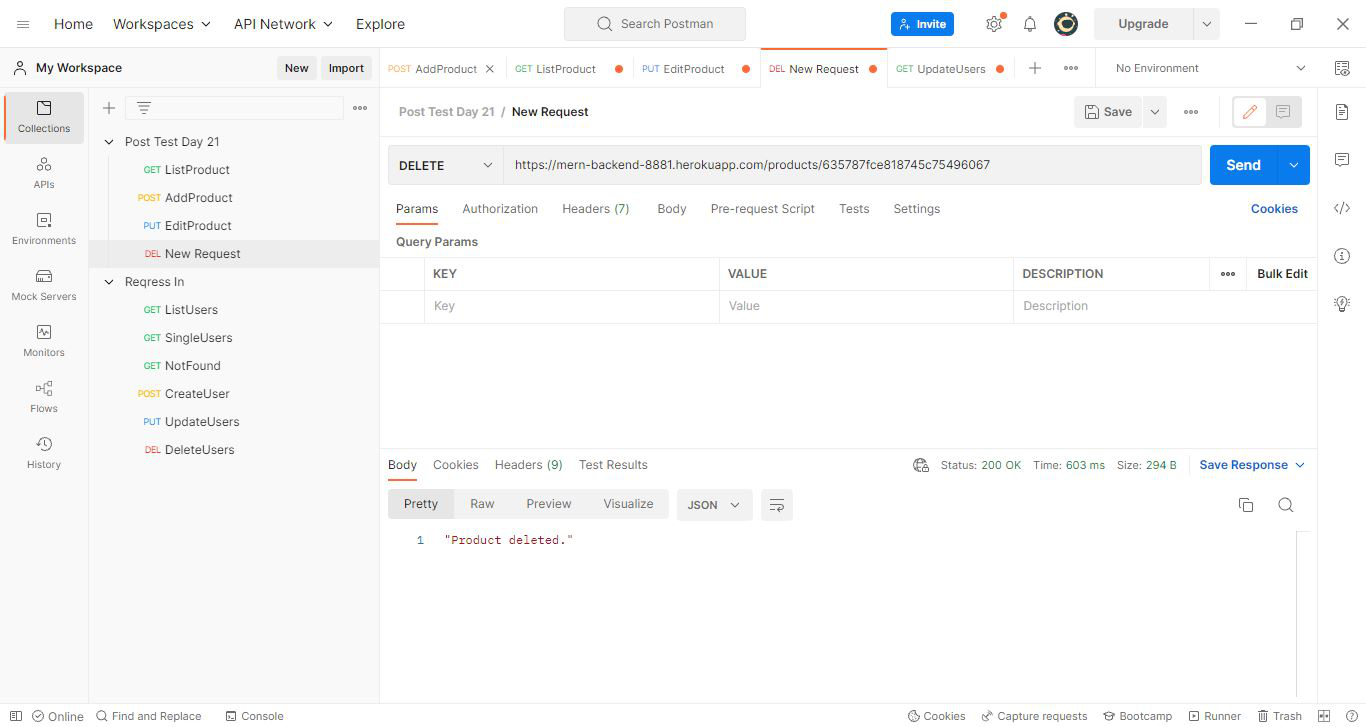 Home Workspaces API Network Explore Search Postman Invite Upgrade
My Workspace New Import
POST AddProduct GET ListProduct PUT EditProduct DEL New Request GET UpdateUsers No Environment
Collections
APIs
Environments
Mock Servers
Monitors
Flows
History
Post Test Day 21
GET ListProduct
POST AddProduct
PUT EditProduct
DEL New Request
Reqress In
GET ListUsers
GET SingleUsers
GET NotFound
POST CreateUser
PUT UpdateUsers
DEL DeleteUsers
Post Test Day 21 / New Request Save
DELETE https://mern-backend-8881.herokuapp.com/products/635787fce818745c75496067 Send
Params Authorization Headers (7) Body Pre-request Script Tests Settings Cookies
Query Params
KEY VALUE DESCRIPTION Bulk Edit
Key Value Description
Body Cookies Headers (9) Test Results Status: 200 OK Time: 603 ms Size: 294 B Save Response
Pretty Raw Preview Visualize JSON
1 "Product deleted."
Online Find and Replace Console Cookies Capture requests Bootcamp Runner Trash